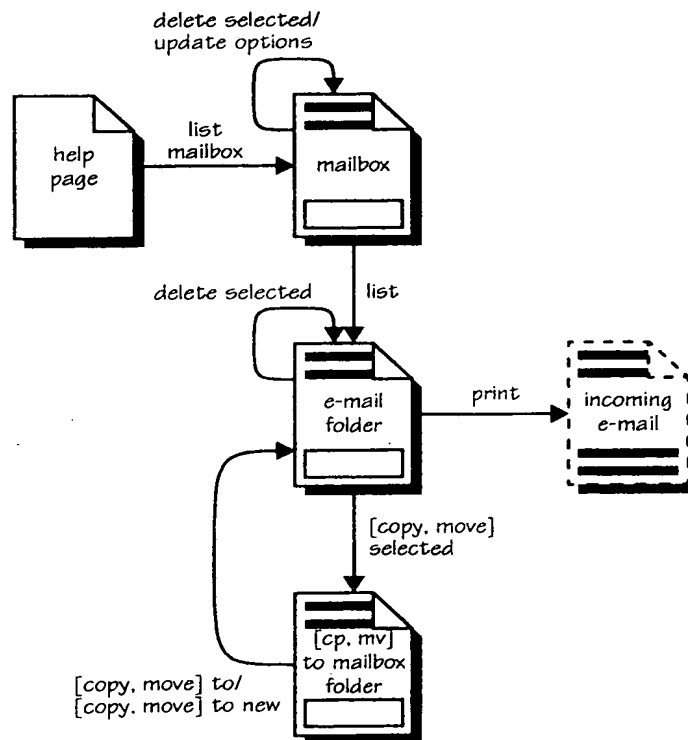 delete selected/
update options
help
page
list
mailbox
mailbox
list
delete selected
e-mail
folder
print
incoming
e-mail
[copy, move]
selected
[cp, mv]
to mailbox
folder
[copy, move] to/
[copy, move] to new